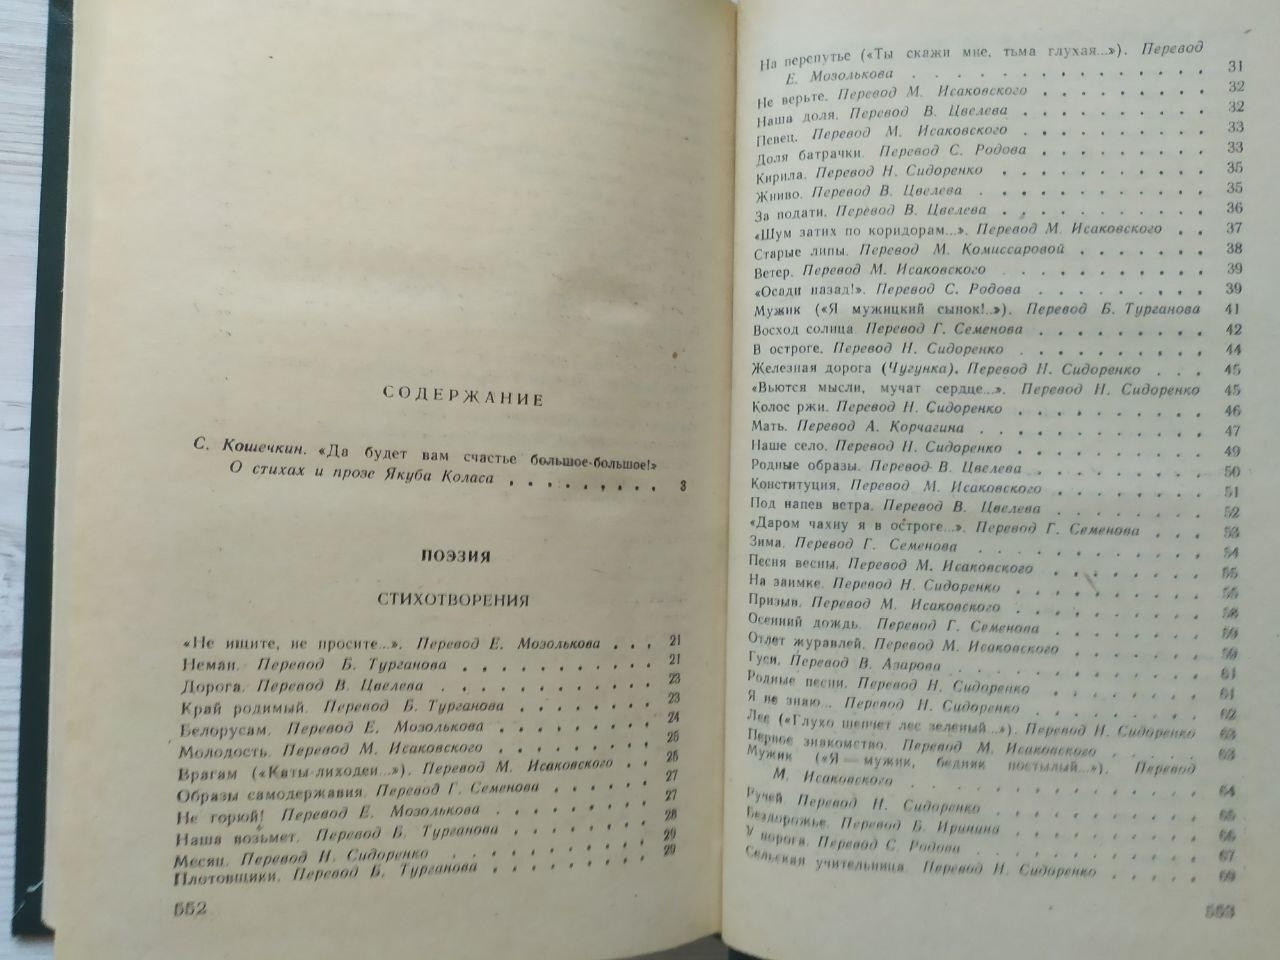 СОДЕРЖАНИЕ
С. Кошечкин. «Да будет вам счастье большое-большое!»
О стихах и прозе Якуба Коласа . . . . . . . . . 3
ПОЭЗИЯ
СТИХОТВОРЕНИЯ
«Не ищите, не просите...». Перевод Е. Мозолькова . . . 21
Неман. Перевод Б. Турганова . . . . . . . . . . 21
Дорога. Перевод В. Цвелева . . . . . . . . . . . 23
Край родимый. Перевод Б. Турганова . . . . . . . 23
Белорусам. Перевод Е. Мозолькова . . . . . . . . 24
Молодость. Перевод М. Исаковского . . . . . . . . 25
Врагам («Каты-лиходеи...»). Перевод М. Исаковского . . 26
Образы самодержавия. Перевод Г. Семенова . . . . . 27
Не горюй! Перевод Е. Мозолькова . . . . . . . . 27
Наша возьмет. Перевод Б. Турганова . . . . . . . 28
Месяц. Перевод Н. Сидоренко . . . . . . . . . . 29
Плотовщики. Перевод Б. Турганова . . . . . . . . 29
552
На перепутье («Ты скажи мне, тьма глухая...»). Перевод
Е. Мозолькова . . . . . . . . . . . . . . . 31
Не верьте. Перевод М. Исаковского . . . . . . . . . 32
Наша доля. Перевод В. Цвелева . . . . . . . . . . 32
Певец. Перевод М. Исаковского . . . . . . . . . . 33
Доля батрачки. Перевод С. Родова . . . . . . . . . 33
Кирила. Перевод Н. Сидоренко . . . . . . . . . . . 35
Жниво. Перевод В. Цвелева . . . . . . . . . . . . 35
За подати. Перевод В. Цвелева . . . . . . . . . . . 36
«Шум затих по коридорам...». Перевод М. Исаковского . . 37
Старые липы. Перевод М. Комиссаровой . . . . . . . 38
Ветер. Перевод М. Исаковского . . . . . . . . . . . 39
«Осади назад!». Перевод С. Родова . . . . . . . . . 39
Мужик («Я мужицкий сынок!..»). Перевод Б. Турганова 41
Восход солнца. Перевод Г. Семенова . . . . . . . . . 42
В остроге. Перевод Н. Сидоренко . . . . . . . . . . 44
Железная дорога (Чугунка). Перевод Н. Сидоренко . . . 45
«Вьются мысли, мучат сердце...». Перевод Н. Сидоренко 45
Колос ржи. Перевод Н. Сидоренко . . . . . . . . . . 46
Мать. Перевод А. Корчагина . . . . . . . . . . . . 47
Наше село. Перевод Н. Сидоренко . . . . . . . . . . 49
Родные образы. Перевод В. Цвелева . . . . . . . . . 50
Конституция. Перевод М. Исаковского . . . . . . . . 51
Под напев ветра. Перевод В. Цвелева . . . . . . . . 52
«Даром чахну я в остроге...». Перевод Г. Семенова . . . 53
Зима. Перевод Г. Семенова . . . . . . . . . . . . 54
Песня весны. Перевод М. Исаковского . . . . . . . . 55
На заимке. Перевод Н. Сидоренко . . . . . . . . . . 55
Призыв. Перевод М. Исаковского . . . . . . . . . . 58
Осенний дождь. Перевод Г. Семенова . . . . . . . . 59
Отлет журавлей. Перевод М. Исаковского . . . . . . . 59
Гуси. Перевод В. Азарова . . . . . . . . . . . . . 61
Родные песни. Перевод Н. Сидоренко . . . . . . . . . 61
Я не знаю... Перевод Н. Сидоренко . . . . . . . . . 62
Лес («Глухо шепчет лес зеленый...»). Перевод Н. Сидоренко 63
Первое знакомство. Перевод М. Исаковского . . . . . 63
Мужик («Я — мужик, бедняк постылый...»). Перевод
М. Исаковского . . . . . . . . . . . . . . . 64
Ручей. Перевод Н. Сидоренко . . . . . . . . . . . 65
Бездорожье. Перевод Б. Иринина . . . . . . . . . . 66
У порога. Перевод С. Родова . . . . . . . . . . . . 67
Сельская учительница. Перевод Н. Сидоренко . . . . . 69
553